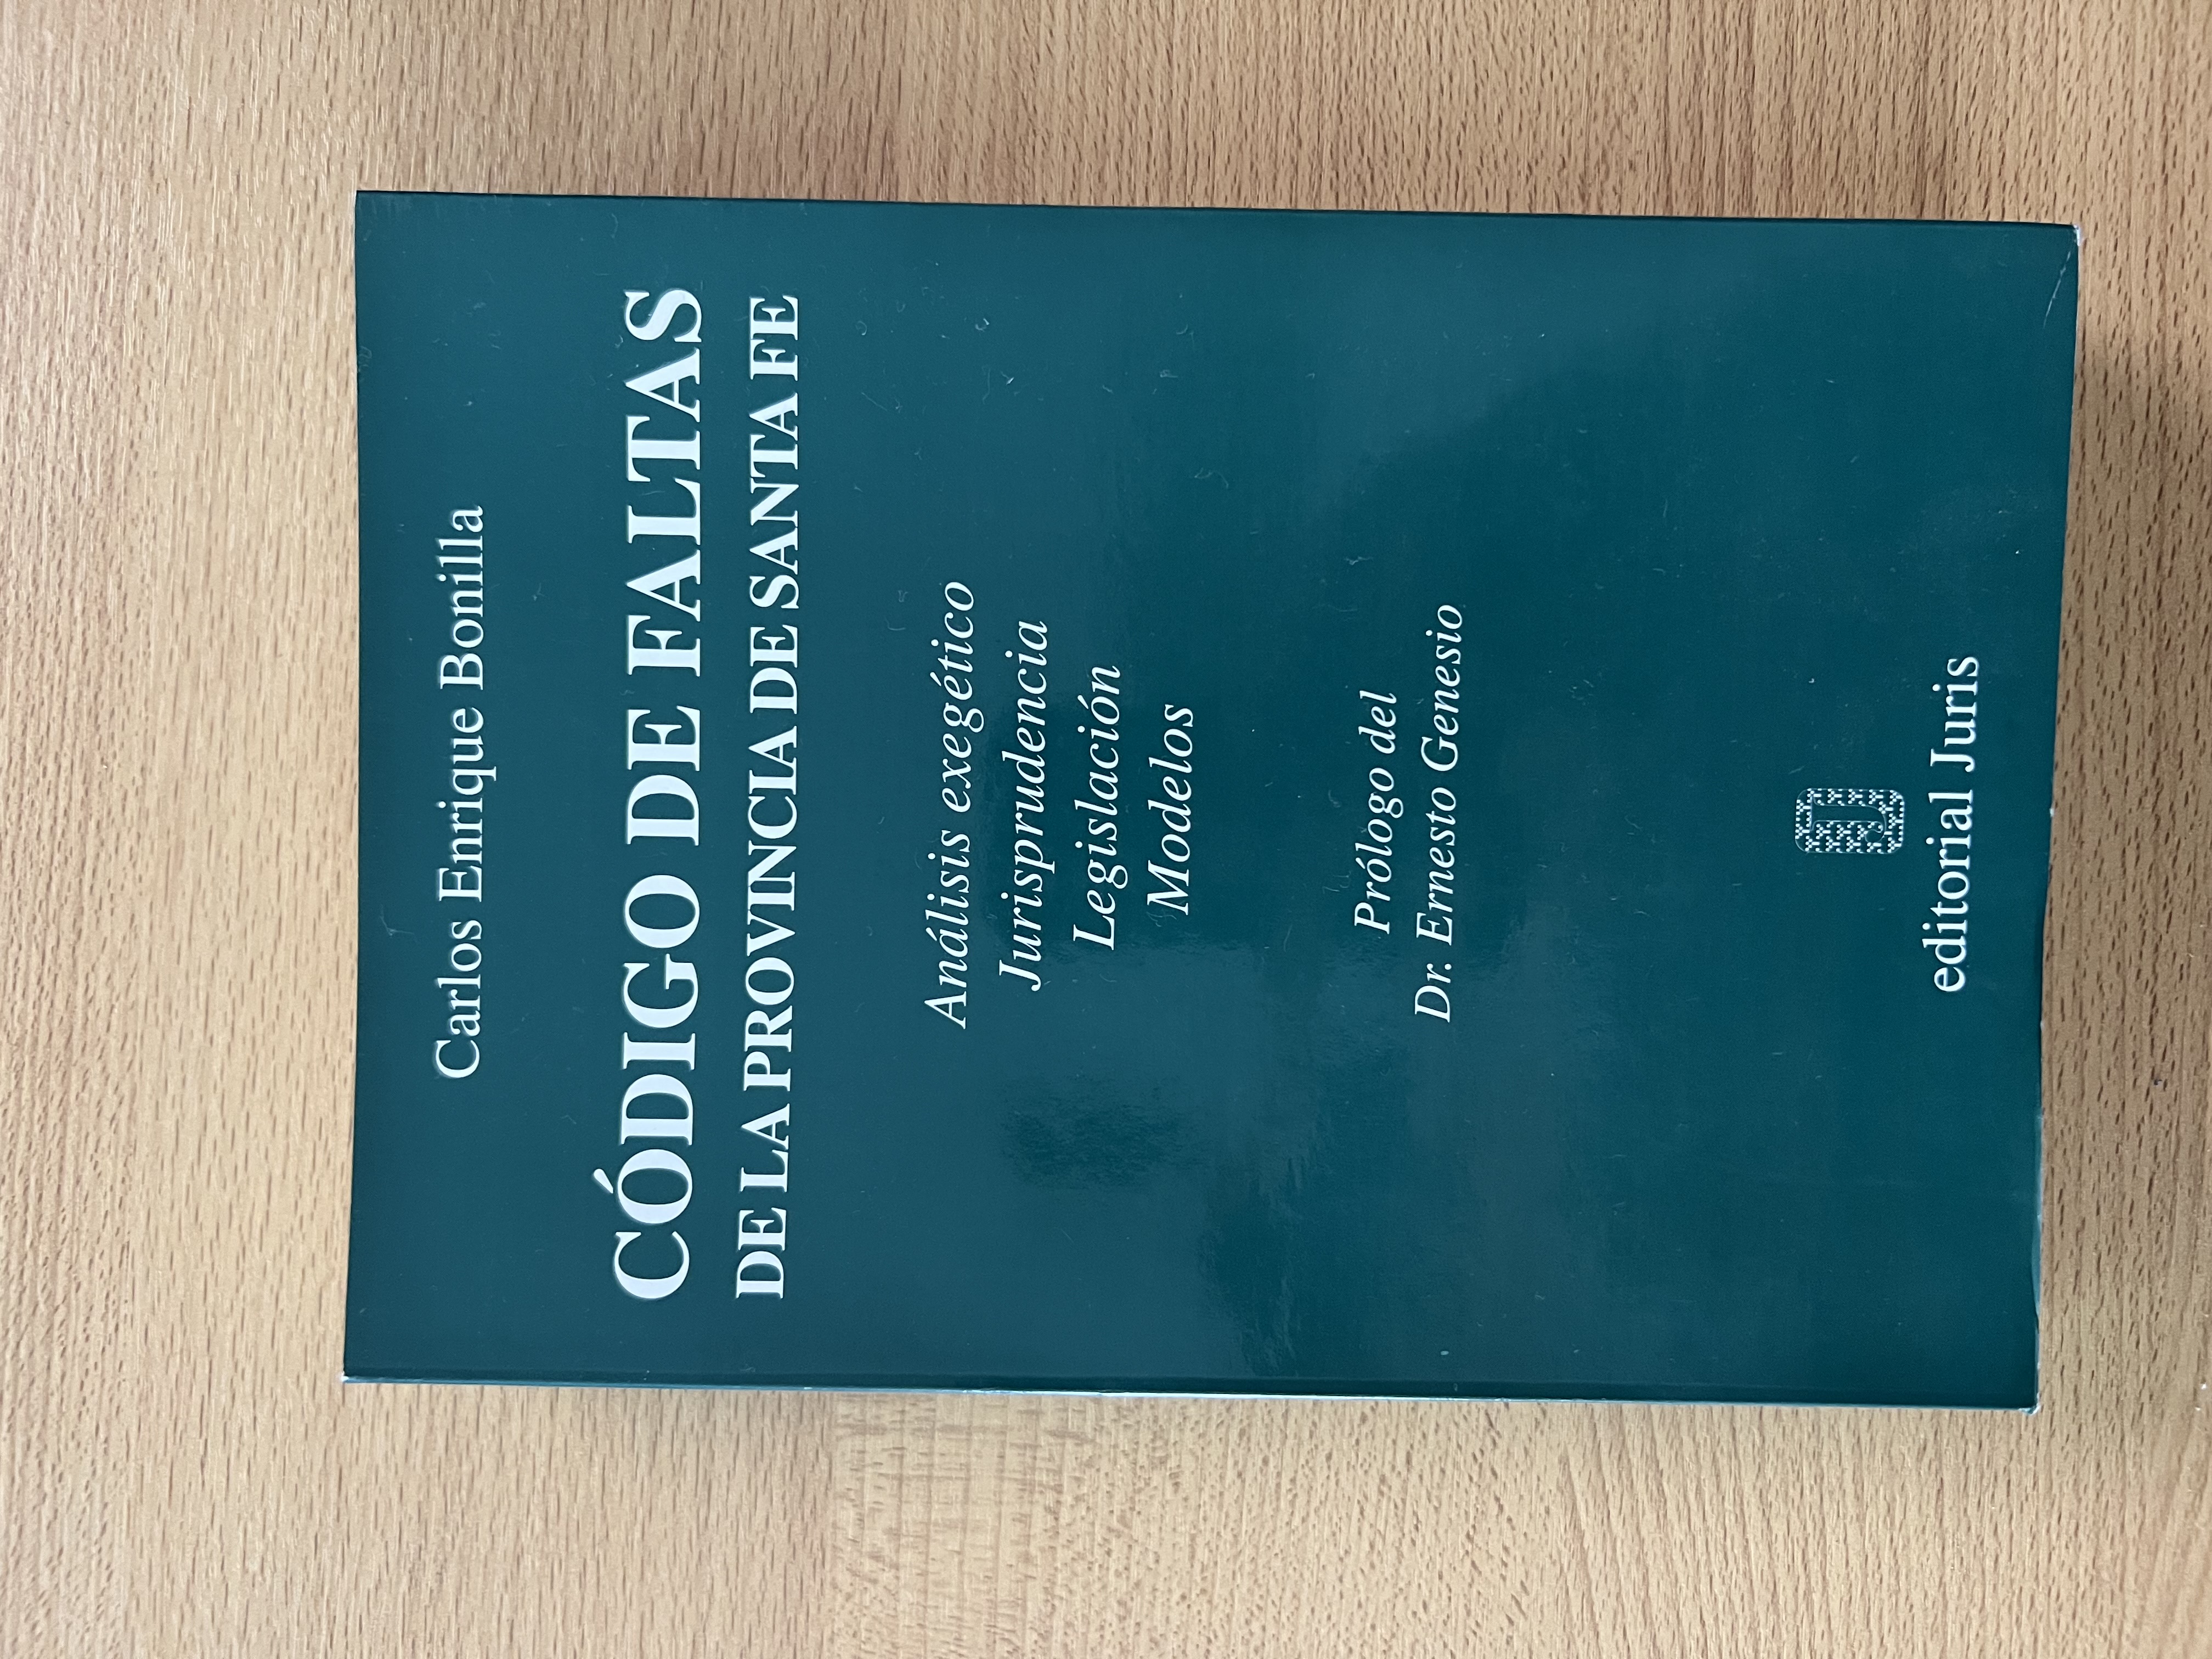 Carlos Enrique Bonilla
CÓDIGO DE FALTAS
DE LA PROVINCIA DE SANTA FE
Análisis exegético
Jurisprudencia
Legislación
Modelos
Prólogo del
Dr. Ernesto Genesio
J
editorial Juris